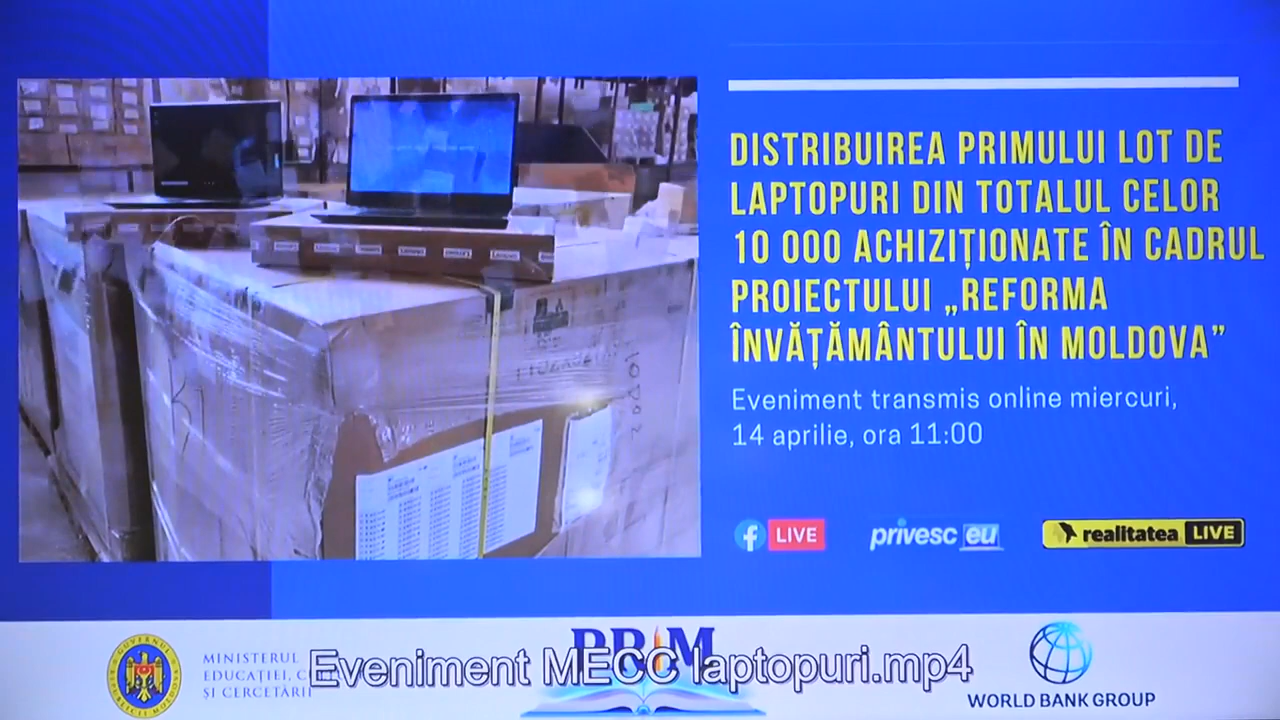 DISTRIBUIREA PRIMULUI LOT DE
LAPTOPURI DIN TOTALUL CELOR
10 000 ACHIZIȚIONATE ÎN CADRUL
PROIECTULUI „REFORMA
ÎNVĂȚĂMÂNTULUI ÎN MOLDOVA”
Eveniment transmis online miercuri,
14 aprilie, ora 11:00
f LIVE
privesc eu
realitatea LIVE
MINISTERUL
EDUCAȚIEI, C
ȘI CERCETĂRII
PRIM
Eveniment MECC laptopuri.mp4
WORLD BANK GROUP